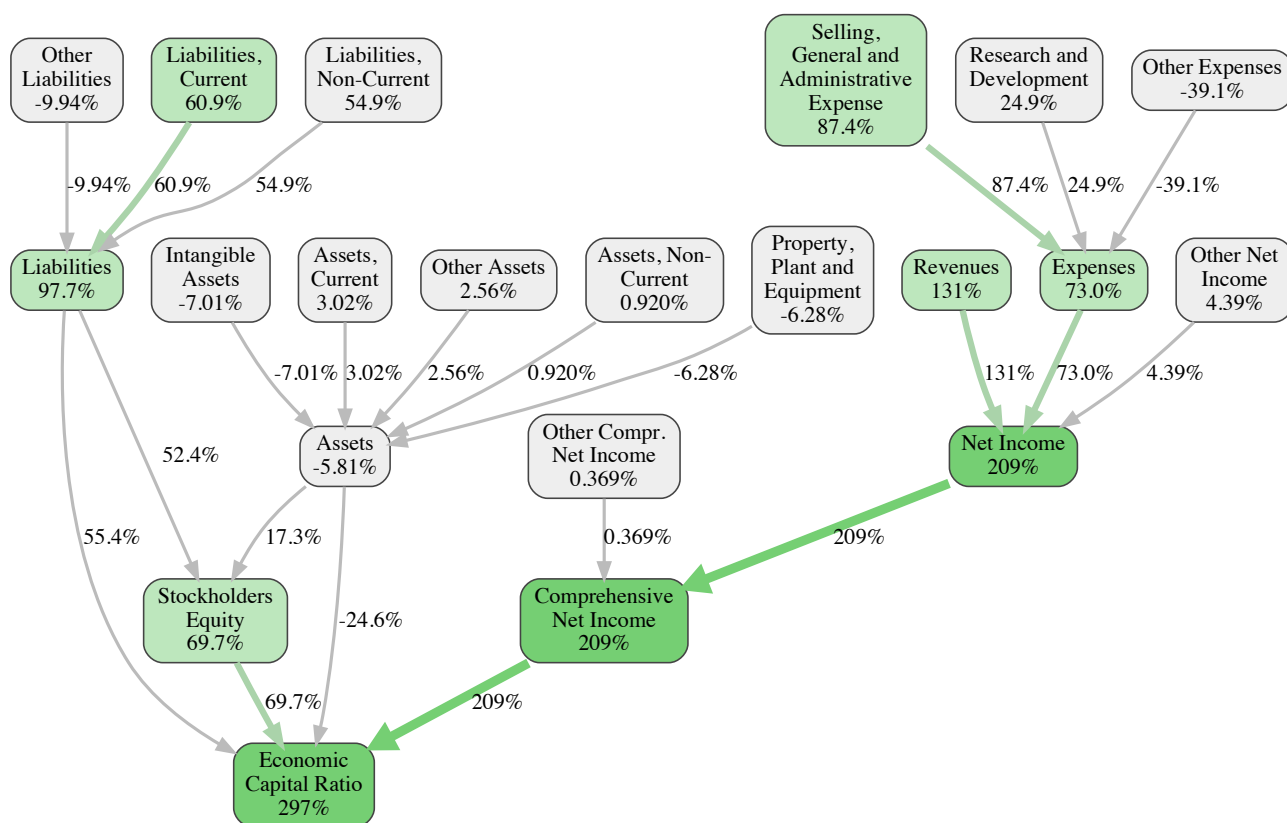 Other
Liabilities
-9.94%
Liabilities,
Current
60.9%
Liabilities,
Non-Current
54.9%
Selling,
General and
Administrative
Expense
87.4%
Research and
Development
24.9%
Other Expenses
-39.1%
-9.94%
60.9%
54.9%
87.4%
24.9%
-39.1%
Liabilities
97.7%
Intangible
Assets
-7.01%
Assets,
Current
3.02%
Other Assets
2.56%
Assets, Non-
Current
0.920%
Property,
Plant and
Equipment
-6.28%
Revenues
131%
Expenses
73.0%
Other Net
Income
4.39%
-7.01%
3.02%
2.56%
0.920%
-6.28%
131%
73.0%
4.39%
Assets
-5.81%
Other Compr.
Net Income
0.369%
Net Income
209%
52.4%
55.4%
17.3%
0.369%
209%
Stockholders
Equity
69.7%
-24.6%
Comprehensive
Net Income
209%
69.7%
209%
Economic
Capital Ratio
297%